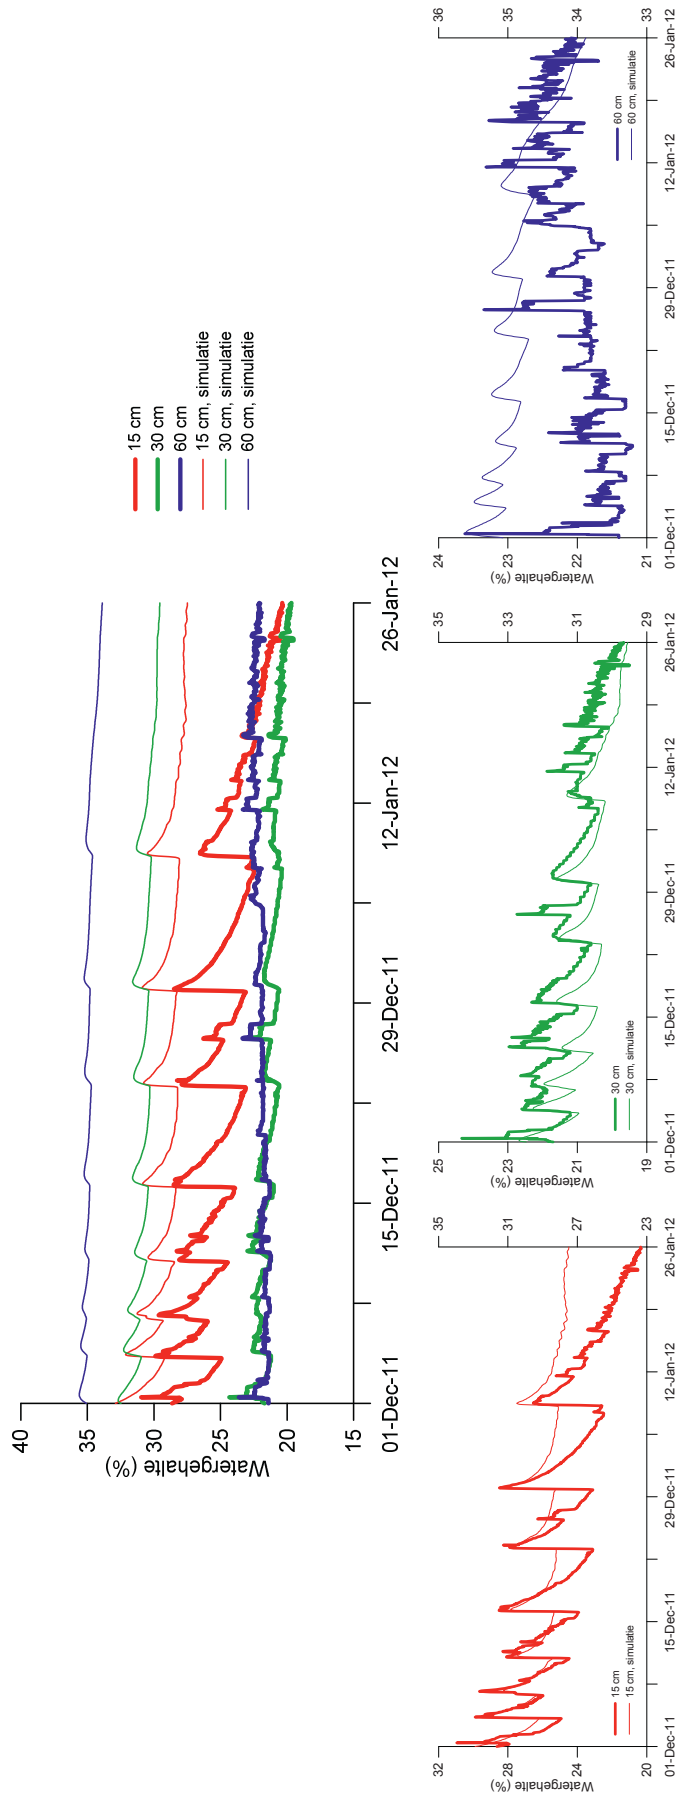 40
35
30
25
20
15
Watergehalte (%)
01-Dec-11
15-Dec-11
29-Dec-11
12-Jan-12
26-Jan-12
15 cm
30 cm
60 cm
15 cm, simulatie
30 cm, simulatie
60 cm, simulatie
32
28
24
20
Watergehalte (%)
35
31
27
23
01-Dec-11
15-Dec-11
29-Dec-11
12-Jan-12
26-Jan-12
15 cm
15 cm, simulatie
25
23
21
19
Watergehalte (%)
35
33
31
29
01-Dec-11
15-Dec-11
29-Dec-11
12-Jan-12
26-Jan-12
30 cm
30 cm, simulatie
24
23
22
21
Watergehalte (%)
36
35
34
33
01-Dec-11
15-Dec-11
29-Dec-11
12-Jan-12
26-Jan-12
60 cm
60 cm, simulatie